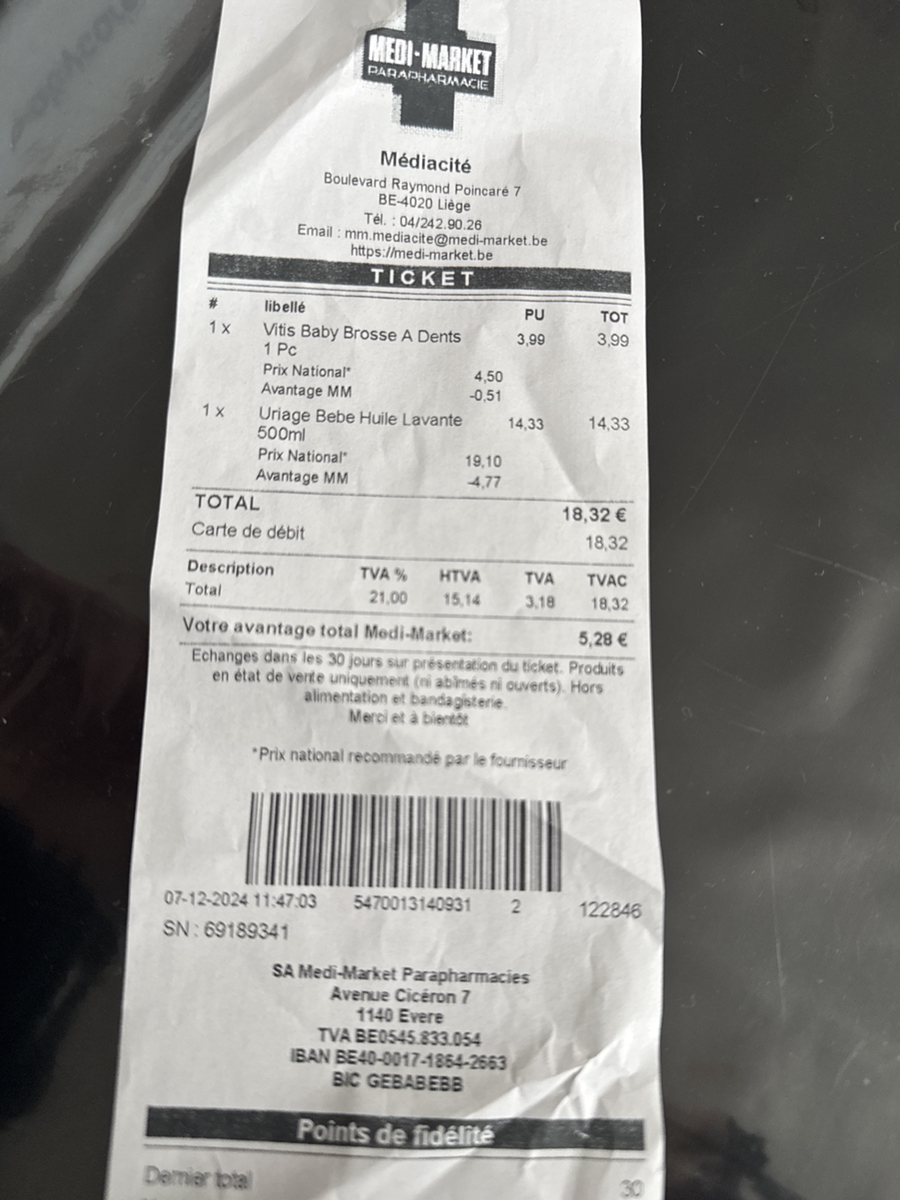 MEDI-MARKET
PARAPHARMACIE
Médiacité
Boulevard Raymond Poincaré 7
BE-4020 Liège
Tél. : 04/242.90.26
Email : mm.mediacite@medi-market.be
https://medi-market.be
TICKET
# libellé PU TOT
1 x Vitis Baby Brosse A Dents 3,99 3,99
1 Pc
Prix National* 4,50
Avantage MM -0,51
1 x Uriage Bebe Huile Lavante 14,33 14,33
500ml
Prix National* 19,10
Avantage MM -4,77
TOTAL 18,32 €
Carte de débit 18,32
Description TVA % HTVA TVA TVAC
Total 21,00 15,14 3,18 18,32
Votre avantage total Medi-Market: 5,28 €
Echanges dans les 30 jours sur présentation du ticket. Produits
en état de vente uniquement (ni abîmés ni ouverts). Hors
alimentation et bandagisterie.
Merci et à bientôt
*Prix national recommandé par le fournisseur
07-12-2024 11:47:03 5470013140931 2 122846
SN : 69189341
SA Medi-Market Parapharmacies
Avenue Cicéron 7
1140 Evere
TVA BE0545.833.054
IBAN BE40-0017-1864-2663
BIC GEBABEBB
Points de fidélité
Dernier total 30